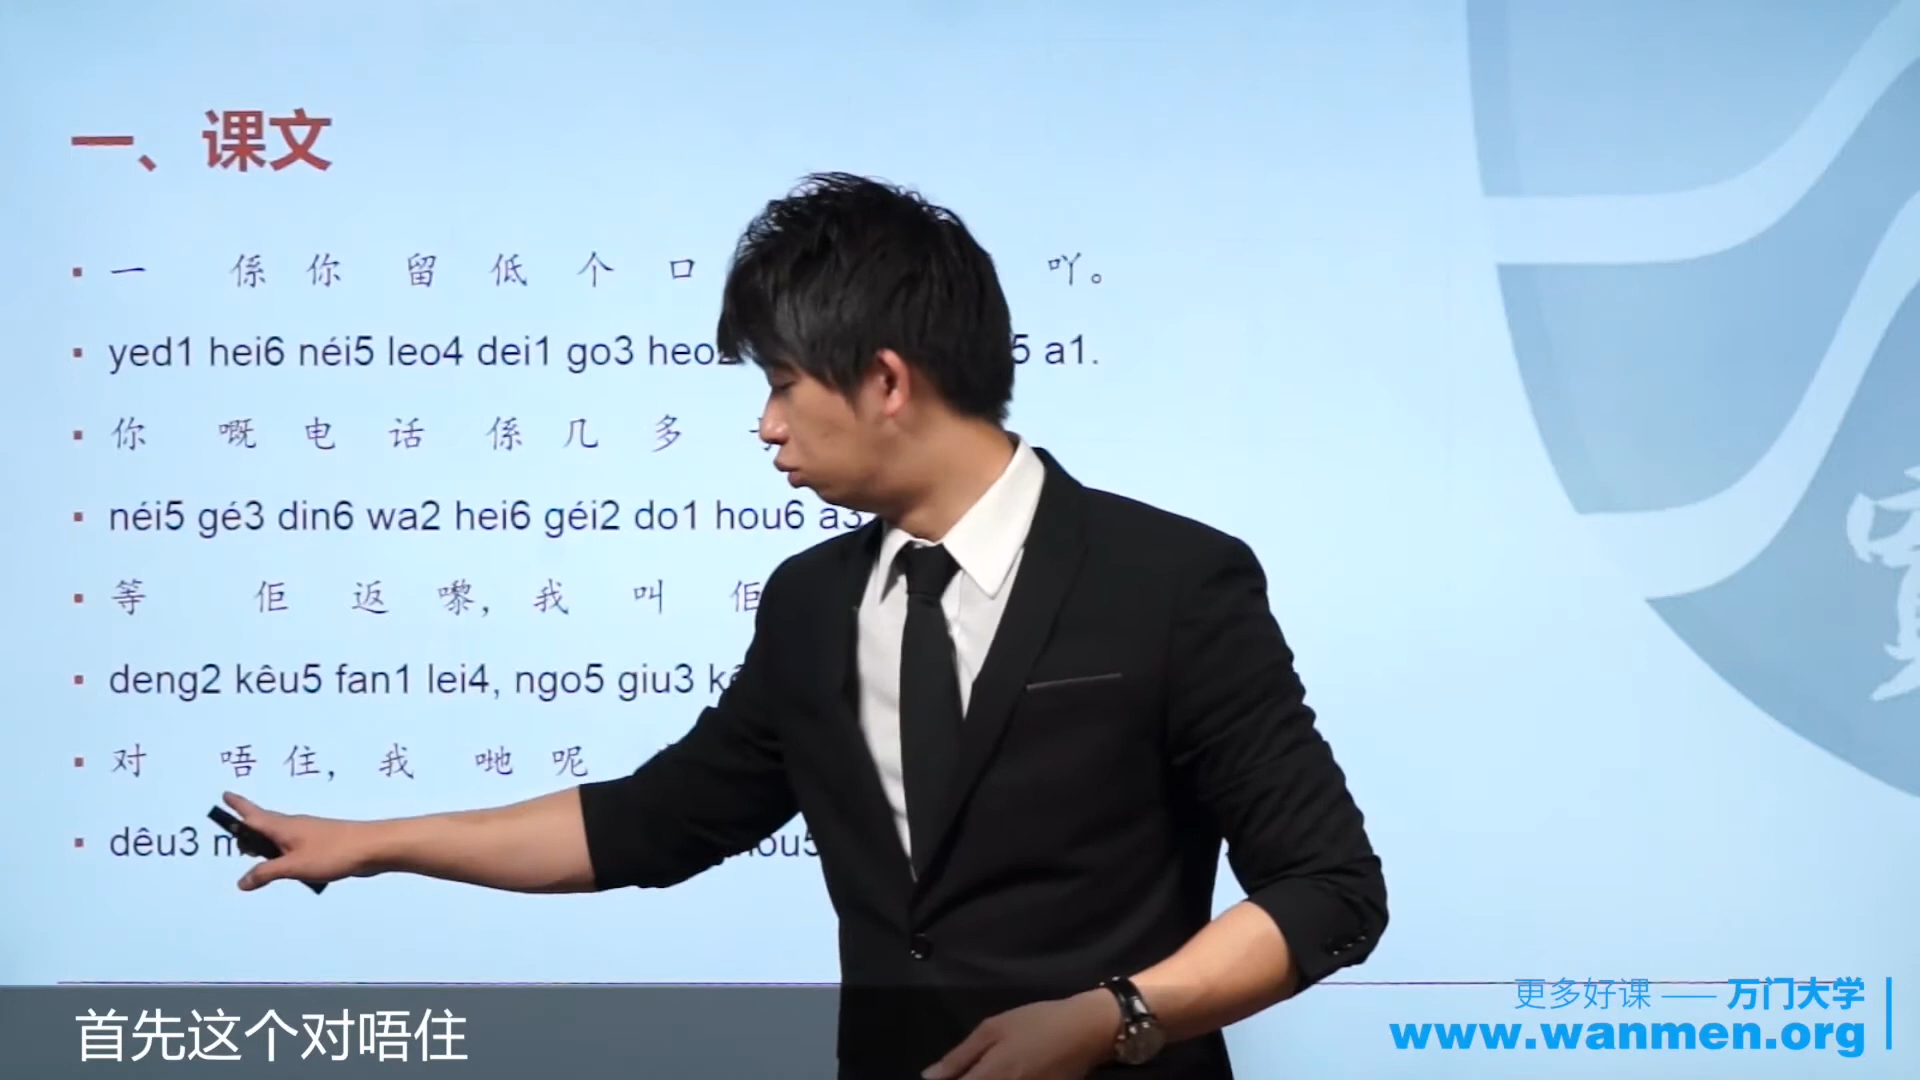 一、课文
一 係 你 留 低 个 口 吖。
yed1 hei6 néi5 leo4 dei1 go3 a1.
你 嘅 电 话 係 几 多
néi5 gé3 din6 wa2 hei6 géi2 do1 hou6 a3
等 佢 返 嚟, 我 叫 佢
deng2 kêu5 fan1 lei4, ngo5 giu3
对 唔 住, 我 哋 呢
dêu3
首先这个对唔住
更多好课 —— 万门大学
www.wanmen.org